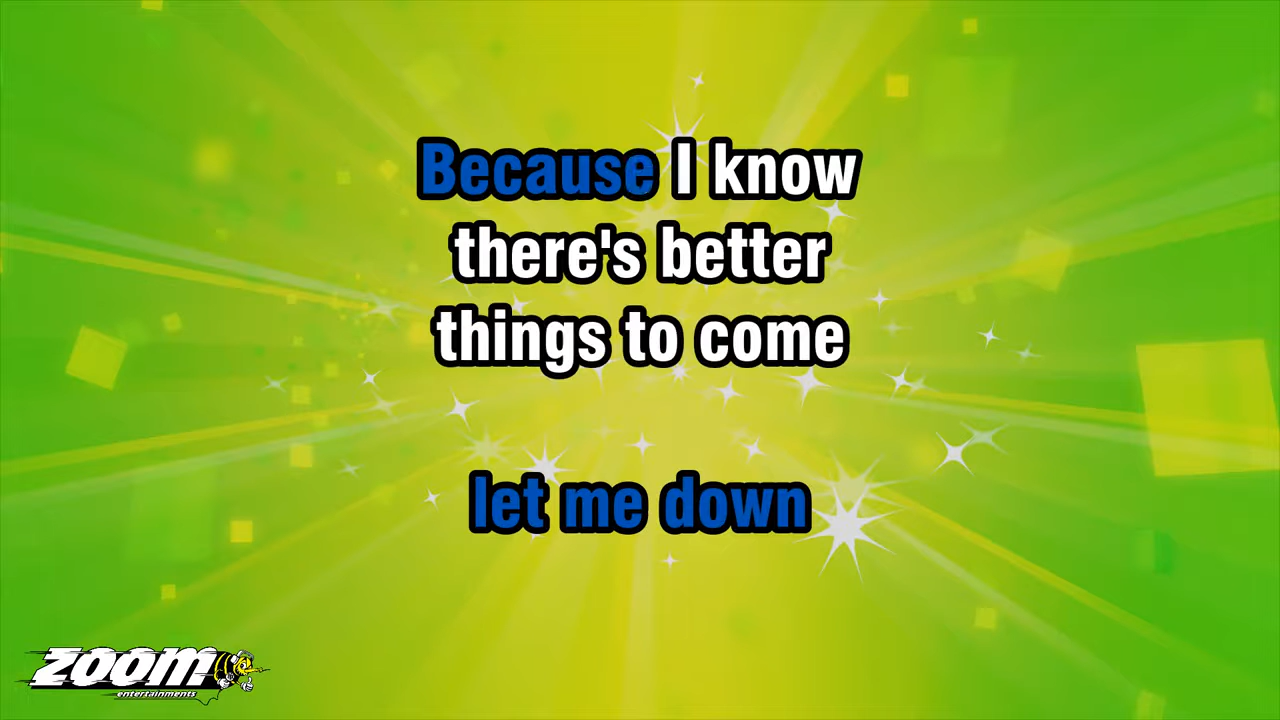 Because I know
there's better
things to come
let me down
zoom
entertainments